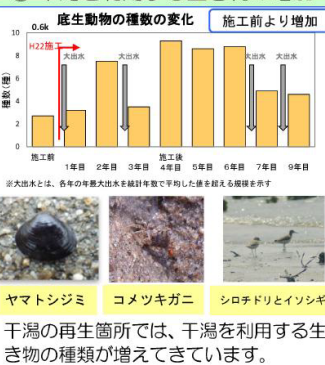 底生動物の種数の変化
施工前より増加
0.6k
H22施工
大出水
大出水
大出水
大出水
種数(種)
10
8
6
4
2
0
施工前
1年目
2年目
3年目
施工後
4年目
5年目
6年目
7年目
9年目
※大出水とは、各年の年最大出水を統計年数で平均した値を超える規模を示す
ヤマトシジミ
コメツキガニ
シロチドリとイソシギ
干潟の再生箇所では、干潟を利用する生
き物の種類が増えてきています。